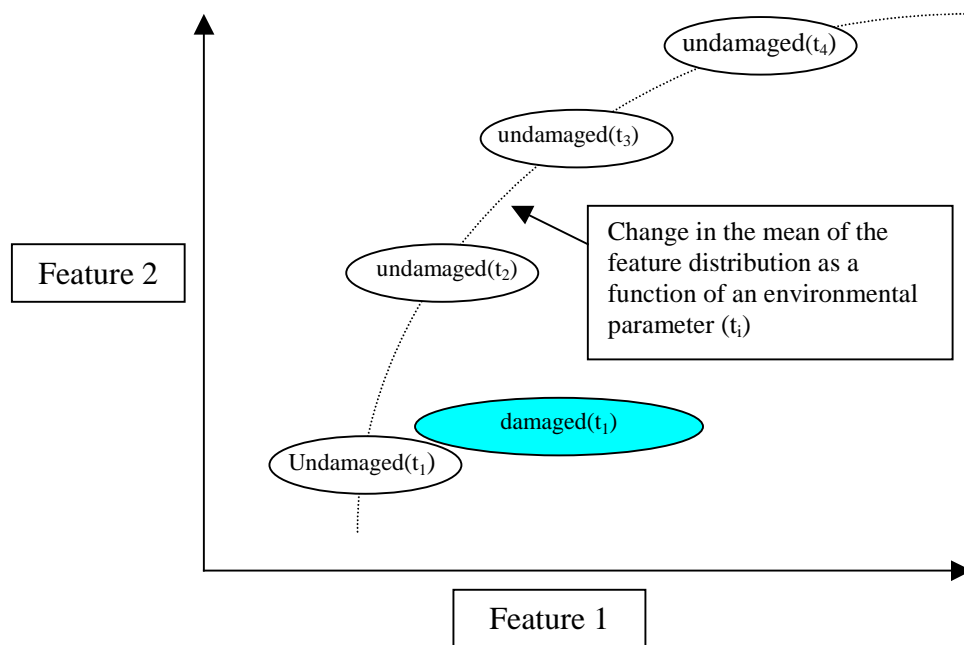 undamaged(t₄)
undamaged(t₃)
Change in the mean of the
feature distribution as a
function of an environmental
parameter (tᵢ)
undamaged(t₂)
Feature 2
damaged(t₁)
Undamaged(t₁)
Feature 1